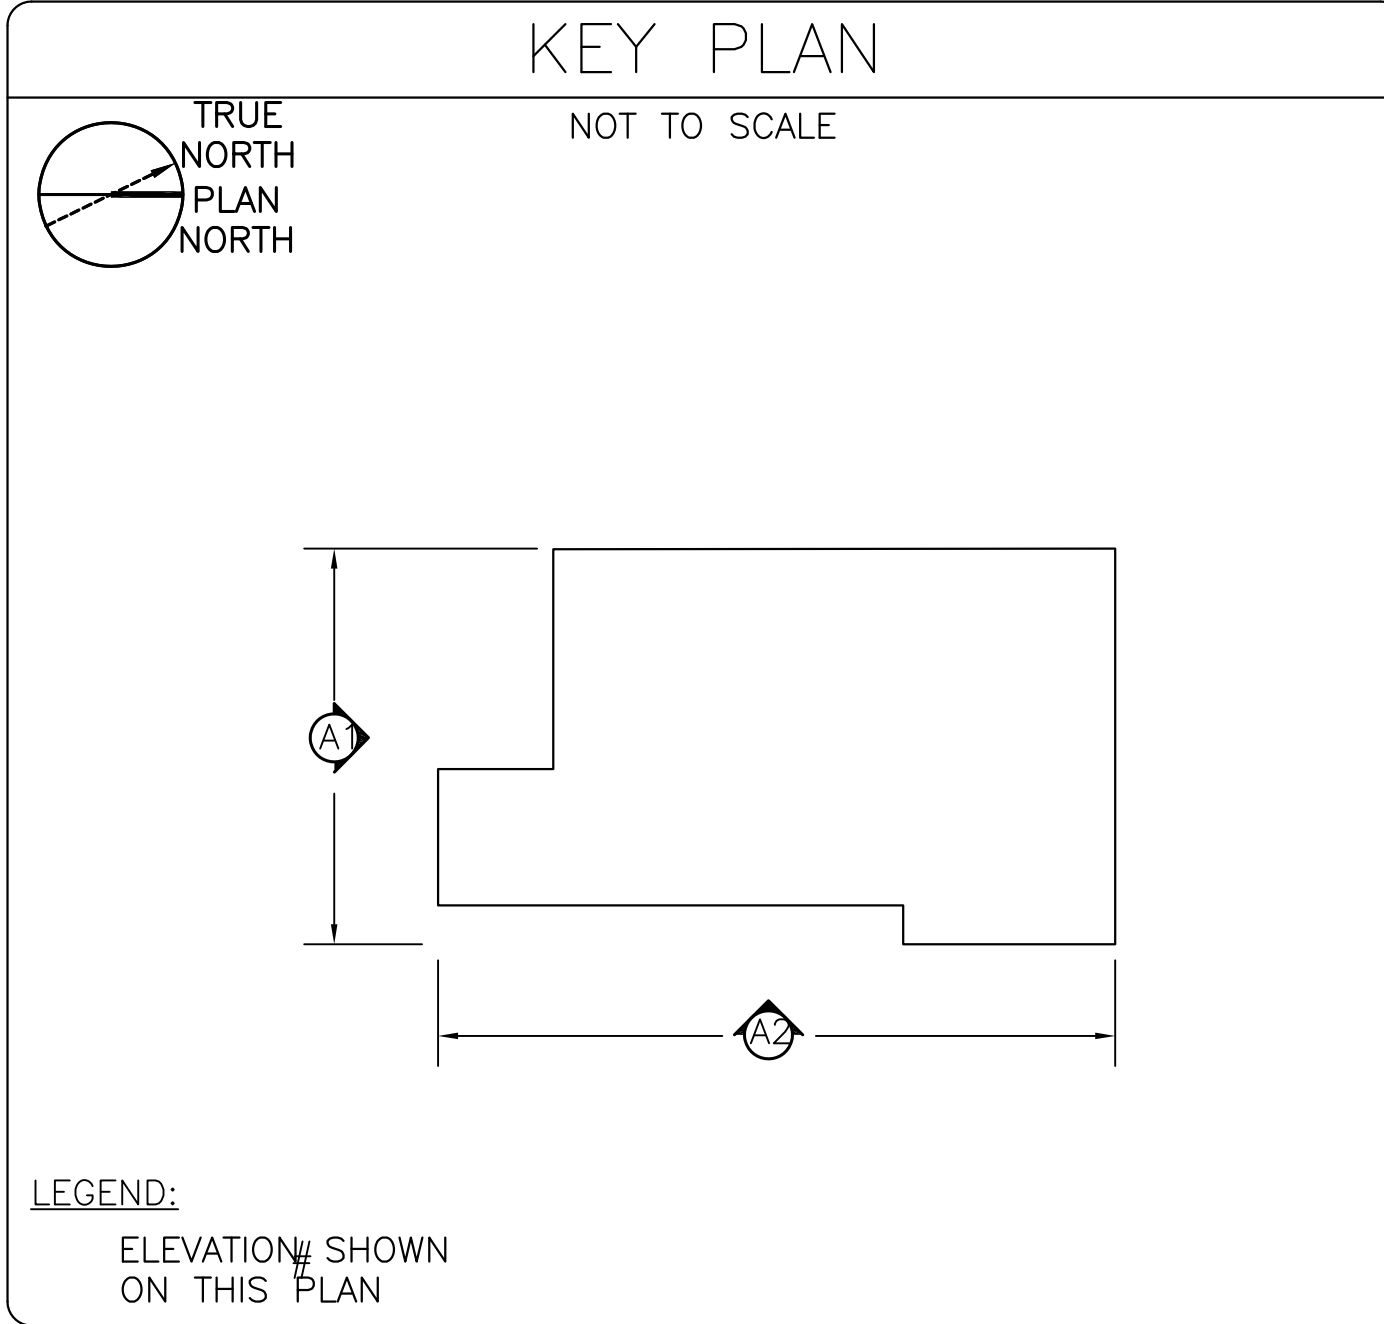 KEY PLAN
NOT TO SCALE
TRUE
NORTH
PLAN
NORTH
A1
A2
LEGEND:
ELEVATION# SHOWN
ON THIS PLAN